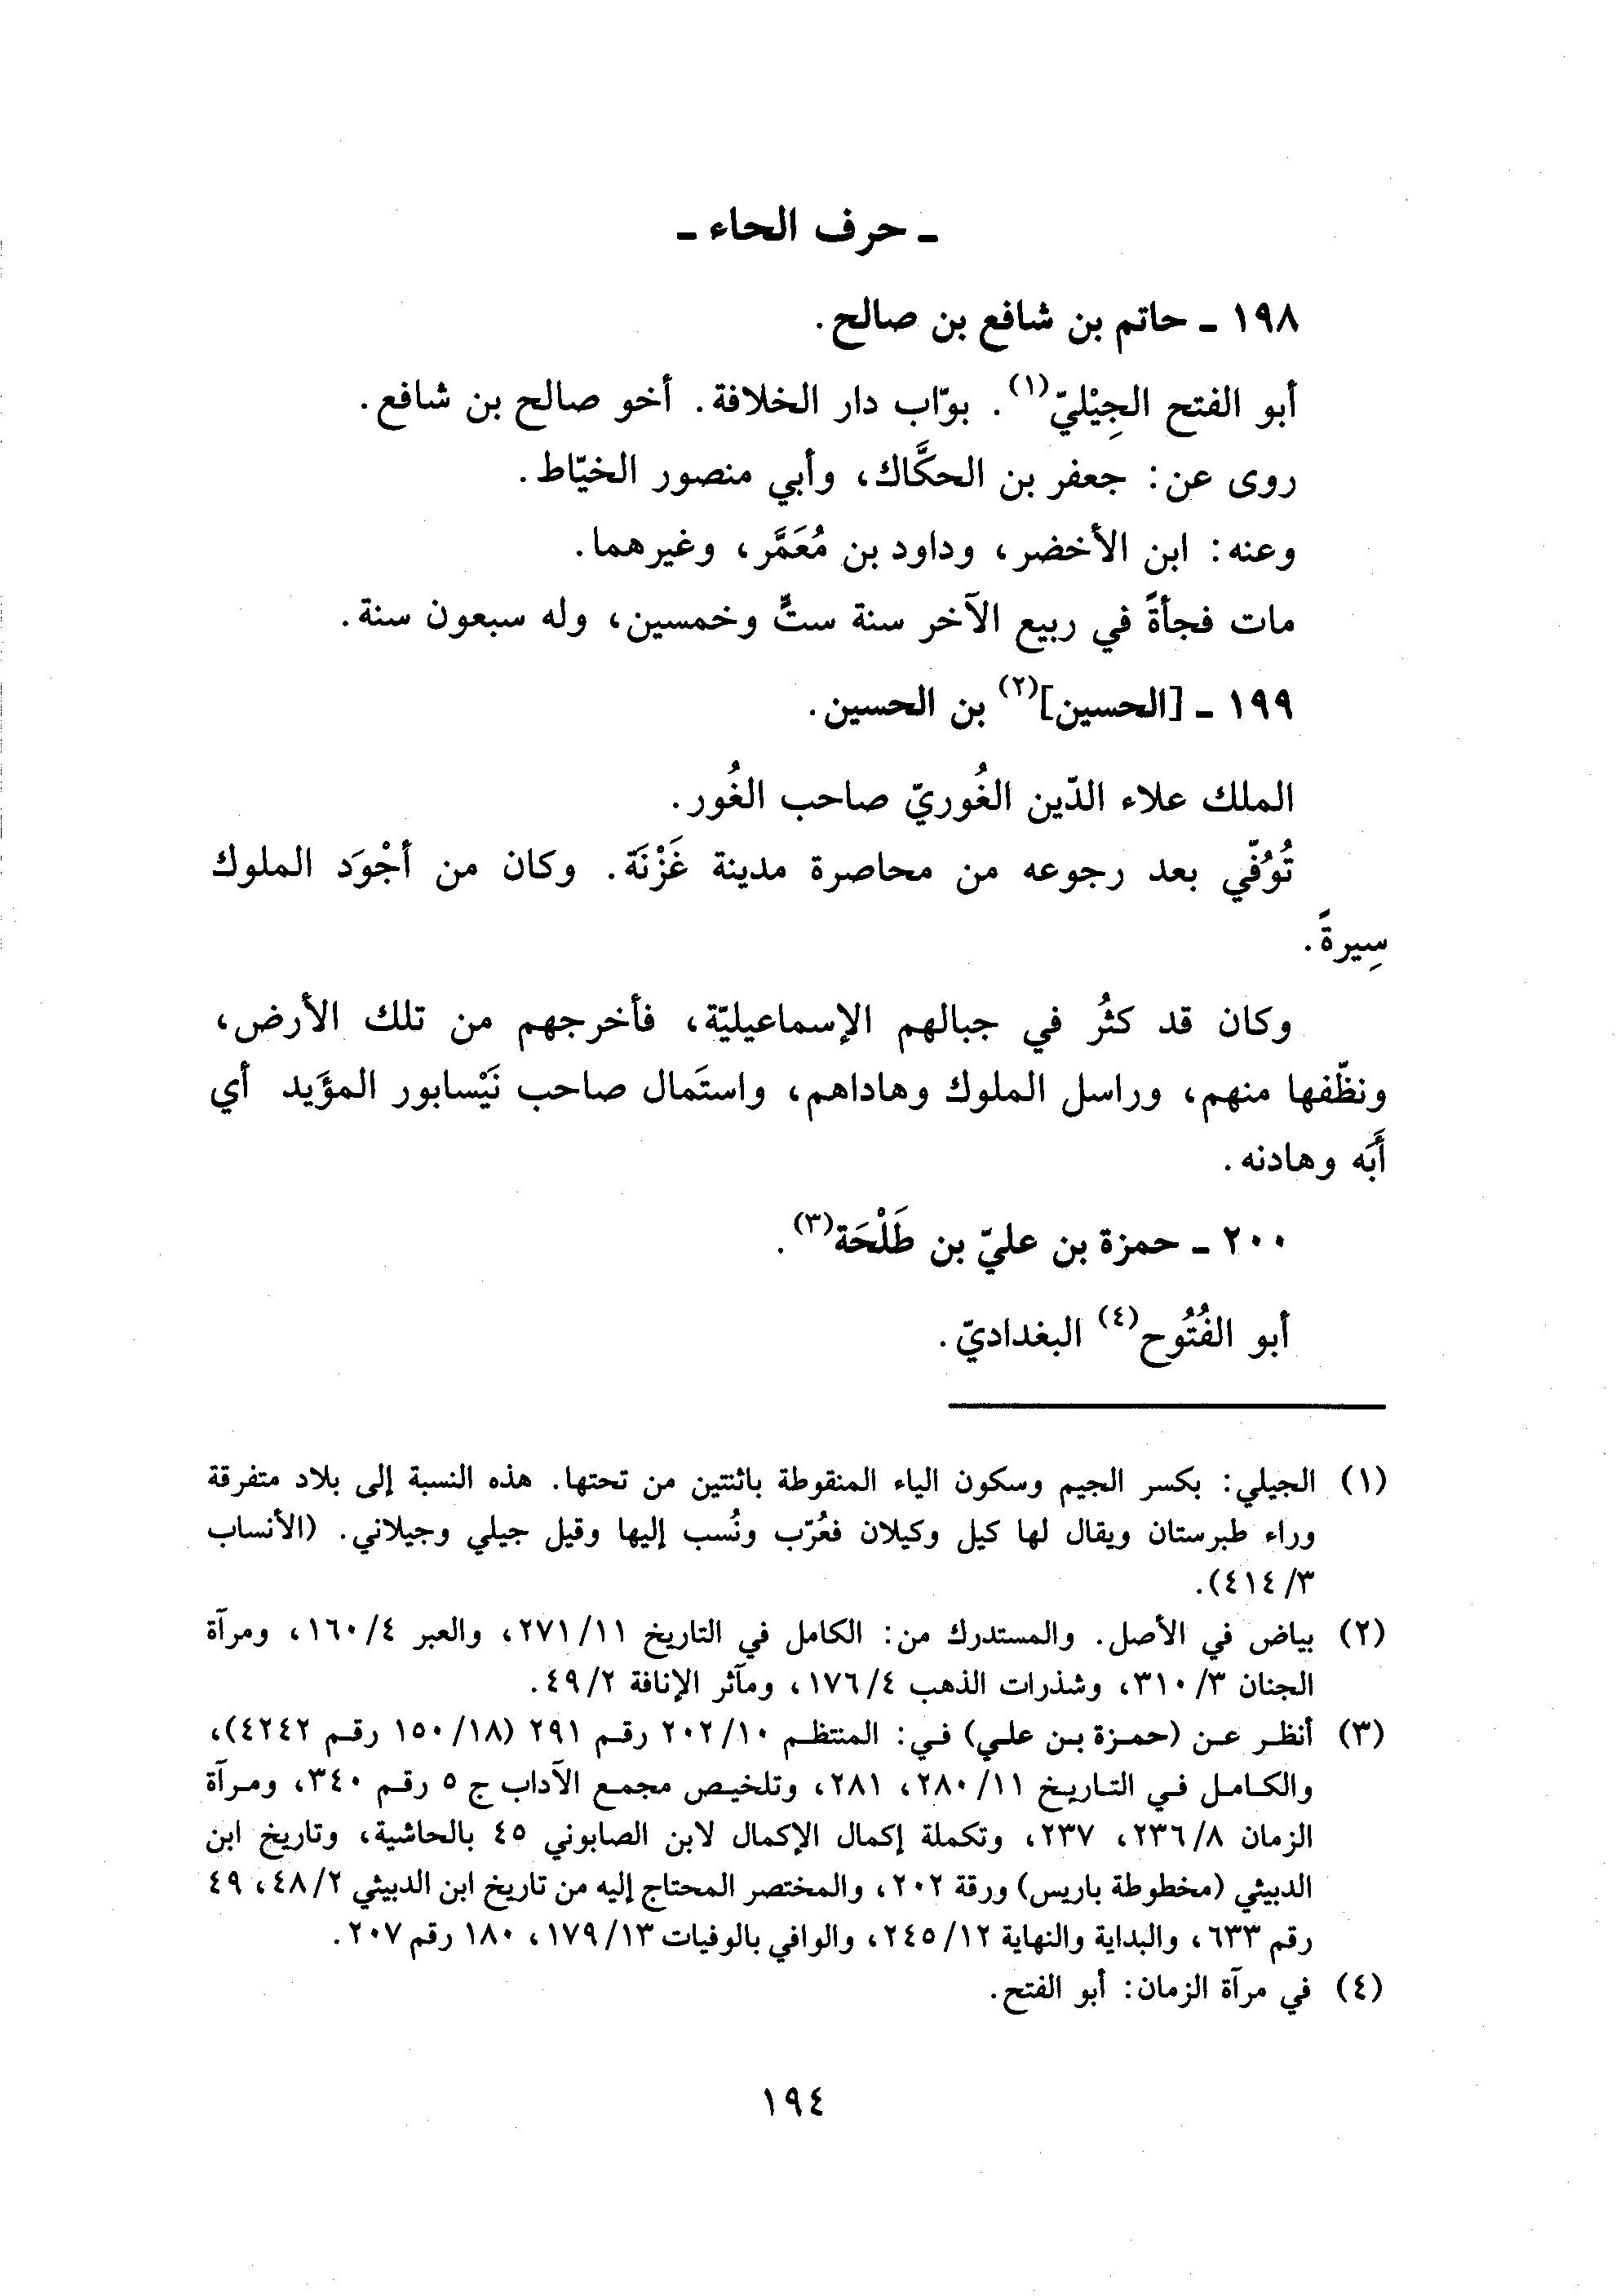 ـ حرف الحاء ـ
١٩٨ ـ حاتم بن شافع بن صالح.
أبو الفتح الجِيْليّ(١). بوّاب دار الخلافة. أخو صالح بن شافع.
روى عن: جعفر بن الحكَّاك، وأبي منصور الخيّاط.
وعنه: ابن الأخضر، وداود بن مُعَمَّر، وغيرهما.
مات فجأةً في ربيع الآخر سنة ستٍّ وخمسين، وله سبعون سنة.
١٩٩ ـ [الحسين](٢) بن الحسين.
الملك علاء الدّين الغُوريّ صاحب الغُور.
تُوُفّي بعد رجوعه من محاصرة مدينة غَزْنَة. وكان من أجْوَد الملوك
سِيرةً.
وكان قد كثُر في جبالهم الإسماعيليّة، فأخرجهم من تلك الأرض،
ونظّفها منهم، وراسل الملوك وهاداهم، واستَمال صاحب نَيْسابور المؤيَد أي
أَبَه وهادنه.
٢٠٠ ـ حمزة بن عليّ بن طَلْحَة(٣).
أبو الفُتُوح(٤) البغداديّ.
(١) الجيلي: بكسر الجيم وسكون الياء المنقوطة باثنتين من تحتها. هذه النسبة إلى بلاد متفرقة
وراء طبرستان ويقال لها كيل وكيلان فعُرّب ونُسب إليها وقيل جيلي وجيلاني. (الأنساب
٣/٤١٤).
(٢) بياض في الأصل. والمستدرك من: الكامل في التاريخ ١١/٢٧١، والعبر ٤/١٦٠، ومرآة
الجنان ٣/٣١٠، وشذرات الذهب ٤/١٧٦، ومآثر الإنافة ٢/٤٩.
(٣) أنظر عن (حمزة بن علي) في: المنتظم ١٠/٢٠٢ رقم ٢٩١ (١٨/١٥٠ رقم ٤٢٤٢)،
والكامل في التاريخ ١١/٢٨٠، ٢٨١، وتلخيص مجمع الآداب ج ٥ رقم ٣٤٠، ومرآة
الزمان ٨/٢٣٦، ٢٣٧، وتكملة إكمال الإكمال لابن الصابوني ٤٥ بالحاشية، وتاريخ ابن
الدبيثي (مخطوطة باريس) ورقة ٢٠٢، والمختصر المحتاج إليه من تاريخ ابن الدبيثي ٢/٤٨، ٤٩
رقم ٦٣٣، والبداية والنهاية ١٢/٢٤٥، والوافي بالوفيات ١٣/١٧٩، ١٨٠ رقم ٢٠٧.
(٤) في مرآة الزمان: أبو الفتح.
١٩٤